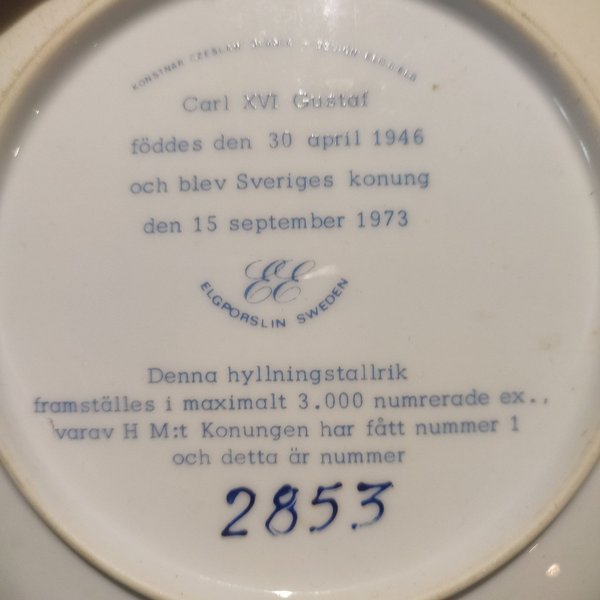 KONSTNÄR CZESLAW
Carl XVI Gustaf
föddes den 30 april 1946
och blev Sveriges konung
den 15 september 1973
EE
ELGPORSLIN SWEDEN
Denna hyllningstallrik
framställes i maximalt 3.000 numrerade ex.,
varav H M:t Konungen har fått nummer 1
och detta är nummer
2853